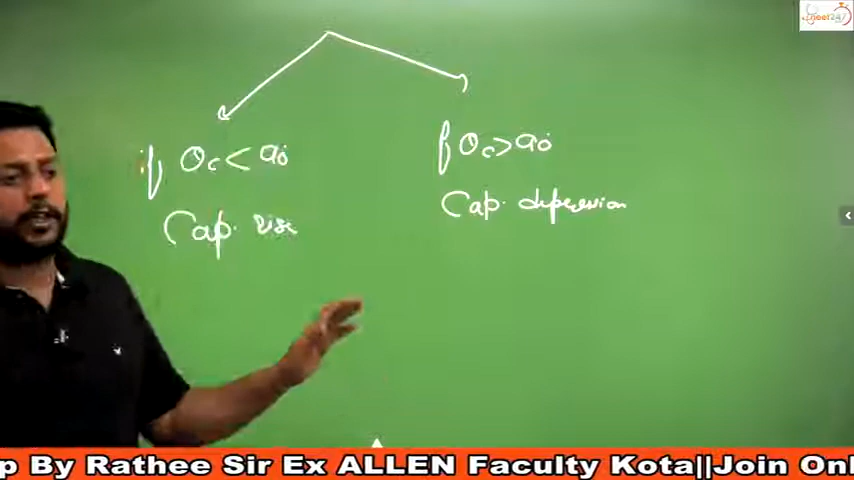 neet247
if θc < 90°
Cap. rise
if θc > 90°
Cap. depression
p By Rathee Sir Ex ALLEN Faculty Kota||Join Onl